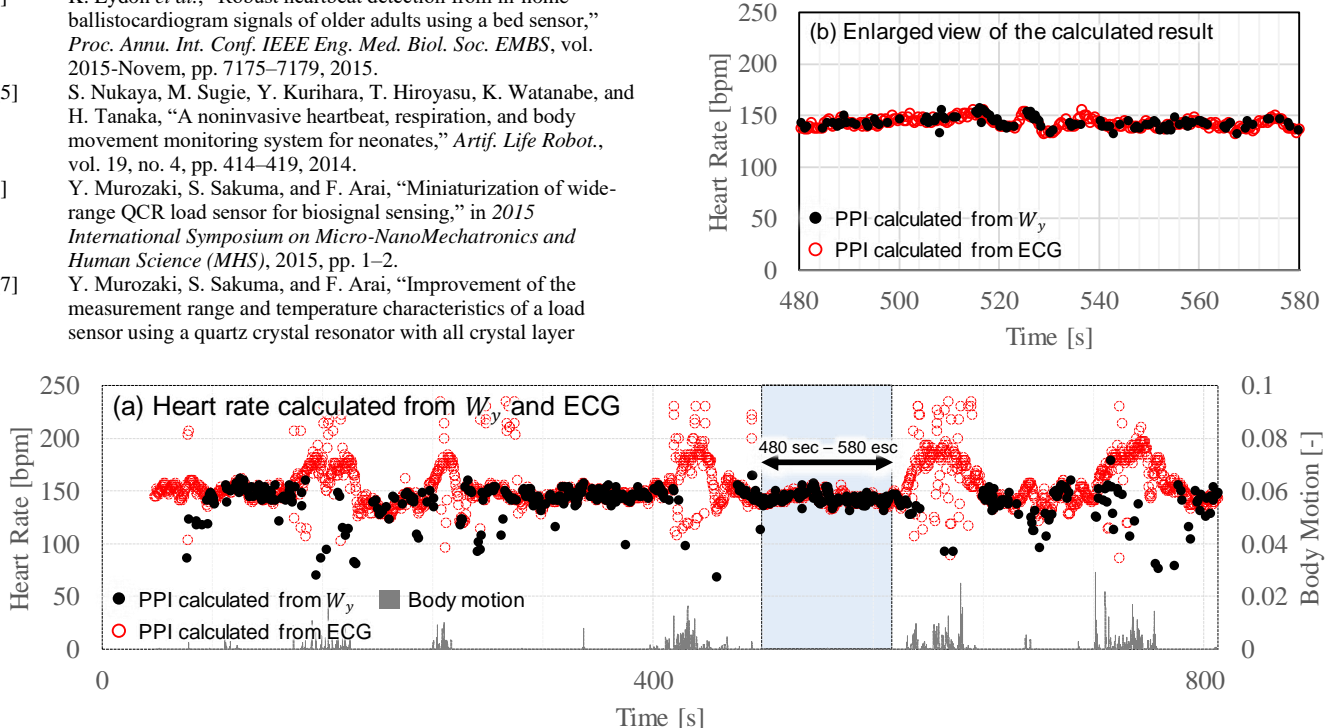 ] K. Lydon et al., “Robust heartbeat detection from in-home
ballistocardiogram signals of older adults using a bed sensor,”
Proc. Annu. Int. Conf. IEEE Eng. Med. Biol. Soc. EMBS, vol.
2015-Novem, pp. 7175–7179, 2015.
5] S. Nukaya, M. Sugie, Y. Kurihara, T. Hiroyasu, K. Watanabe, and
H. Tanaka, “A noninvasive heartbeat, respiration, and body
movement monitoring system for neonates,” Artif. Life Robot.,
vol. 19, no. 4, pp. 414–419, 2014.
] Y. Murozaki, S. Sakuma, and F. Arai, “Miniaturization of wide-
range QCR load sensor for biosignal sensing,” in 2015
International Symposium on Micro-NanoMechatronics and
Human Science (MHS), 2015, pp. 1–2.
7] Y. Murozaki, S. Sakuma, and F. Arai, “Improvement of the
measurement range and temperature characteristics of a load
sensor using a quartz crystal resonator with all crystal layer
(b) Enlarged view of the calculated result
250
200
150
100
50
0
Heart Rate [bpm]
PPI calculated from W_y
PPI calculated from ECG
480 500 520 540 560 580
Time [s]
(a) Heart rate calculated from W_y and ECG
250
200
150
100
50
0
Heart Rate [bpm]
480 sec – 580 esc
PPI calculated from W_y Body motion
PPI calculated from ECG
0.1
0.08
0.06
0.04
0.02
0
Body Motion [-]
0 400 800
Time [s]